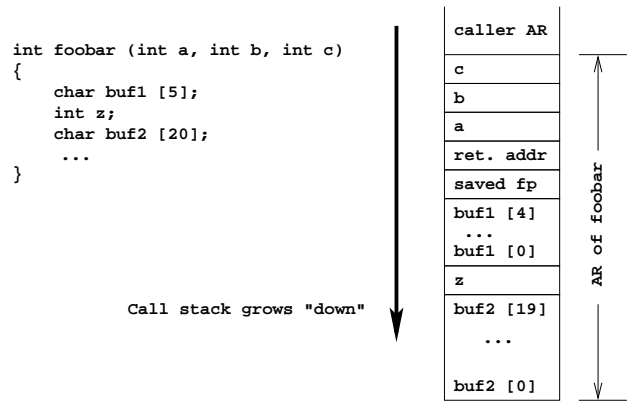 int foobar (int a, int b, int c)
{
char buf1 [5];
int z;
char buf2 [20];
...
}
Call stack grows "down"
caller AR
c
b
a
ret. addr
saved fp
buf1 [4]
...
buf1 [0]
z
buf2 [19]
...
buf2 [0]
AR of foobar